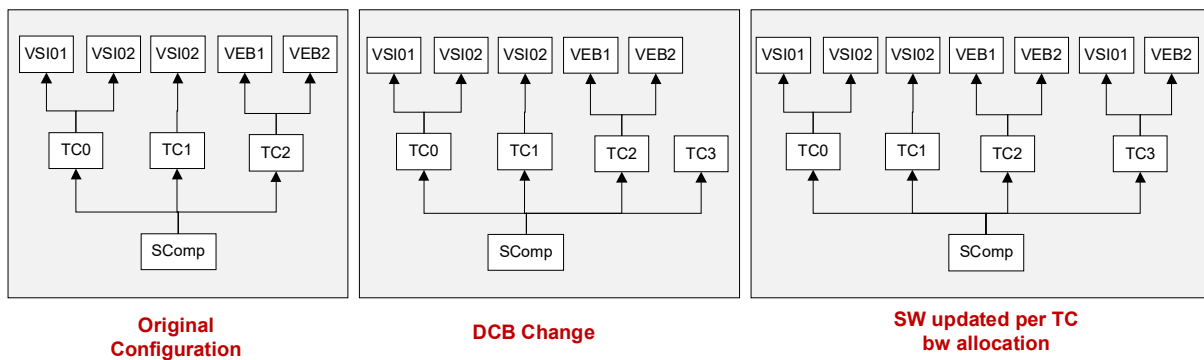 VSI01 VSI02 VSI02 VEB1 VEB2
TC0 TC1 TC2
SComp
Original
Configuration
VSI01 VSI02 VSI02 VEB1 VEB2
TC0 TC1 TC2 TC3
SComp
DCB Change
VSI01 VSI02 VSI02 VEB1 VEB2 VSI01 VEB2
TC0 TC1 TC2 TC3
SComp
SW updated per TC
bw allocation